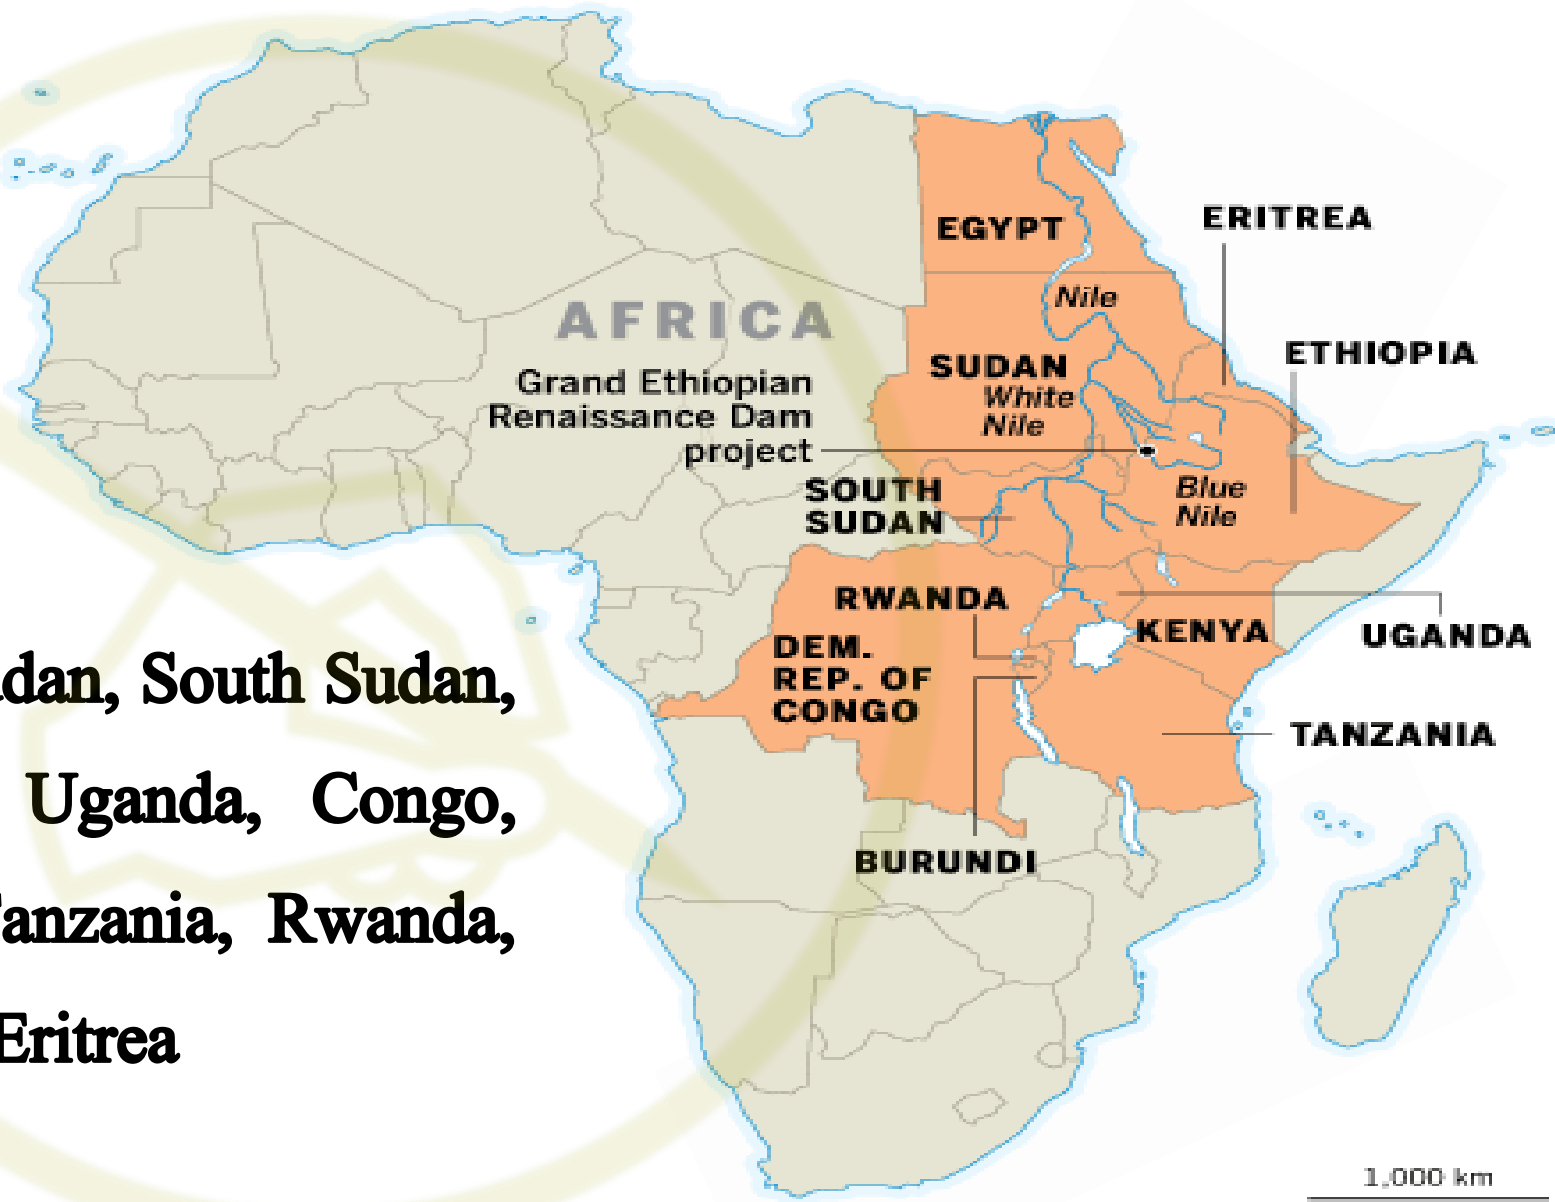 EGYPT
ERITREA
Nile
AFRICA
ETHIOPIA
SUDAN
Grand Ethiopian
Renaissance Dam
project
White
Nile
SOUTH
SUDAN
Blue
Nile
RWANDA
KENYA
UGANDA
DEM.
REP. OF
CONGO
TANZANIA
BURUNDI
1,000 km
dan, South Sudan,
Uganda, Congo,
anzania, Rwanda,
Eritrea